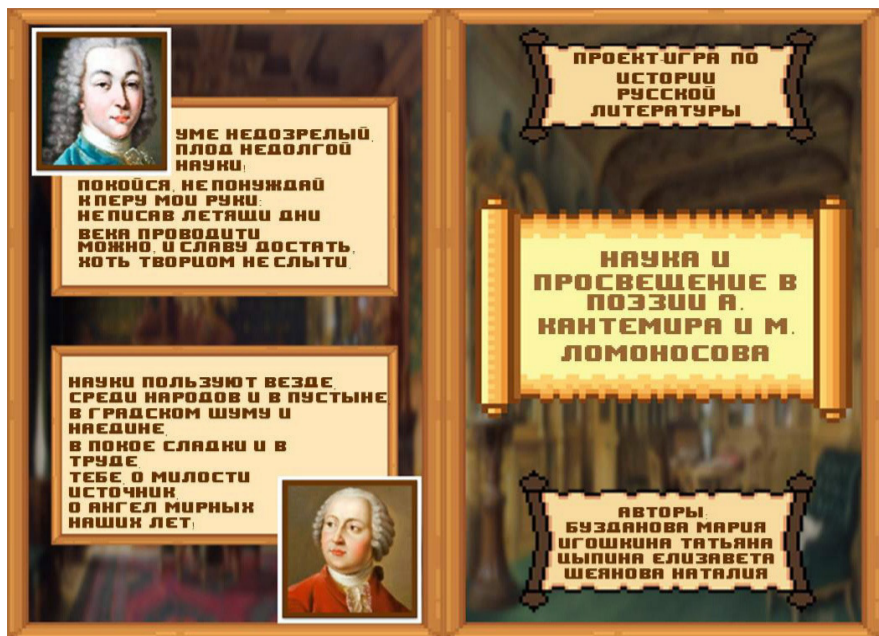 УМЕ НЕДОЗРЕЛЫЙ,
ПЛОД НЕДОЛГОЙ
НАУКИ!
ПОКОЙСЯ, НЕ ПОНУЖДАЙ
К ПЕРУ МОИ РУКИ:
НЕ ПИСАВ ЛЕТЯЩИ ДНИ
ВЕКА ПРОВОДИТИ
МОЖНО, И СЛАВУ ДОСТАТЬ,
ХОТЬ ТВОРЦОМ НЕ СЛЫТИ.
НАУКИ ПОЛЬЗУЮТ ВЕЗДЕ,
СРЕДИ НАРОДОВ И В ПУСТЫНЕ,
В ГРАДСКОМ ШУМУ И
НАЕДИНЕ,
В ПОКОЕ СЛАДКИ И В
ТРУДЕ.
ТЕБЕ, О МИЛОСТИ
ИСТОЧНИК,
О АНГЕЛ МИРНЫХ
НАШИХ ЛЕТ!
ПРОЕКТ-ИГРА ПО
ИСТОРИИ
РУССКОЙ
ЛИТЕРАТУРЫ
НАУКА И
ПРОСВЕЩЕНИЕ В
ПОЭЗИИ А.
КАНТЕМИРА И М.
ЛОМОНОСОВА
АВТОРЫ:
БУЗДАНОВА МАРИЯ
ИГОШКИНА ТАТЬЯНА
ЦЫПИНА ЕЛИЗАВЕТА
ШЕЯНОВА НАТАЛИЯ